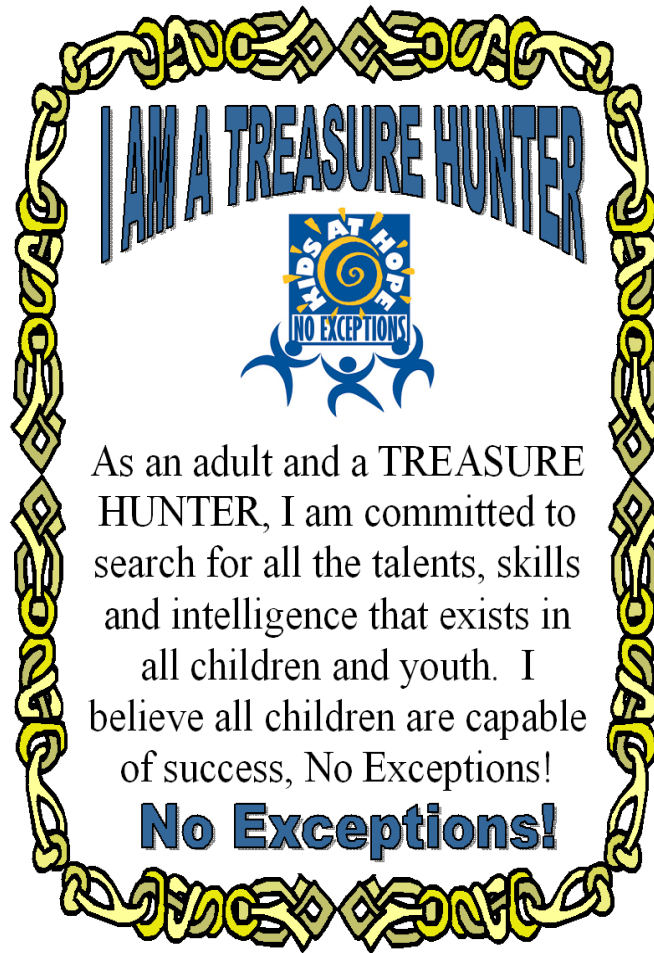 I AM A TREASURE HUNTER
KIDS AT HOPE
NO EXCEPTIONS
As an adult and a TREASURE
HUNTER, I am committed to
search for all the talents, skills
and intelligence that exists in
all children and youth. I
believe all children are capable
of success, No Exceptions!
No Exceptions!